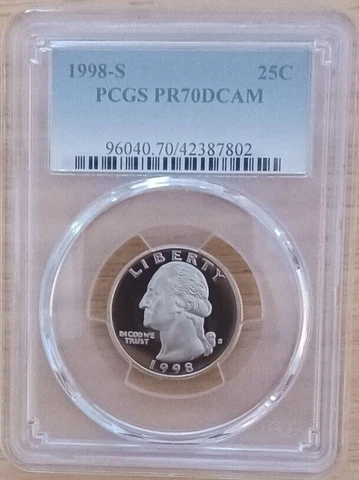 1998-S 25C
PCGS PR70DCAM
96040.70/42387802
LIBERTY
IN GOD WE
TRUST
S
1998